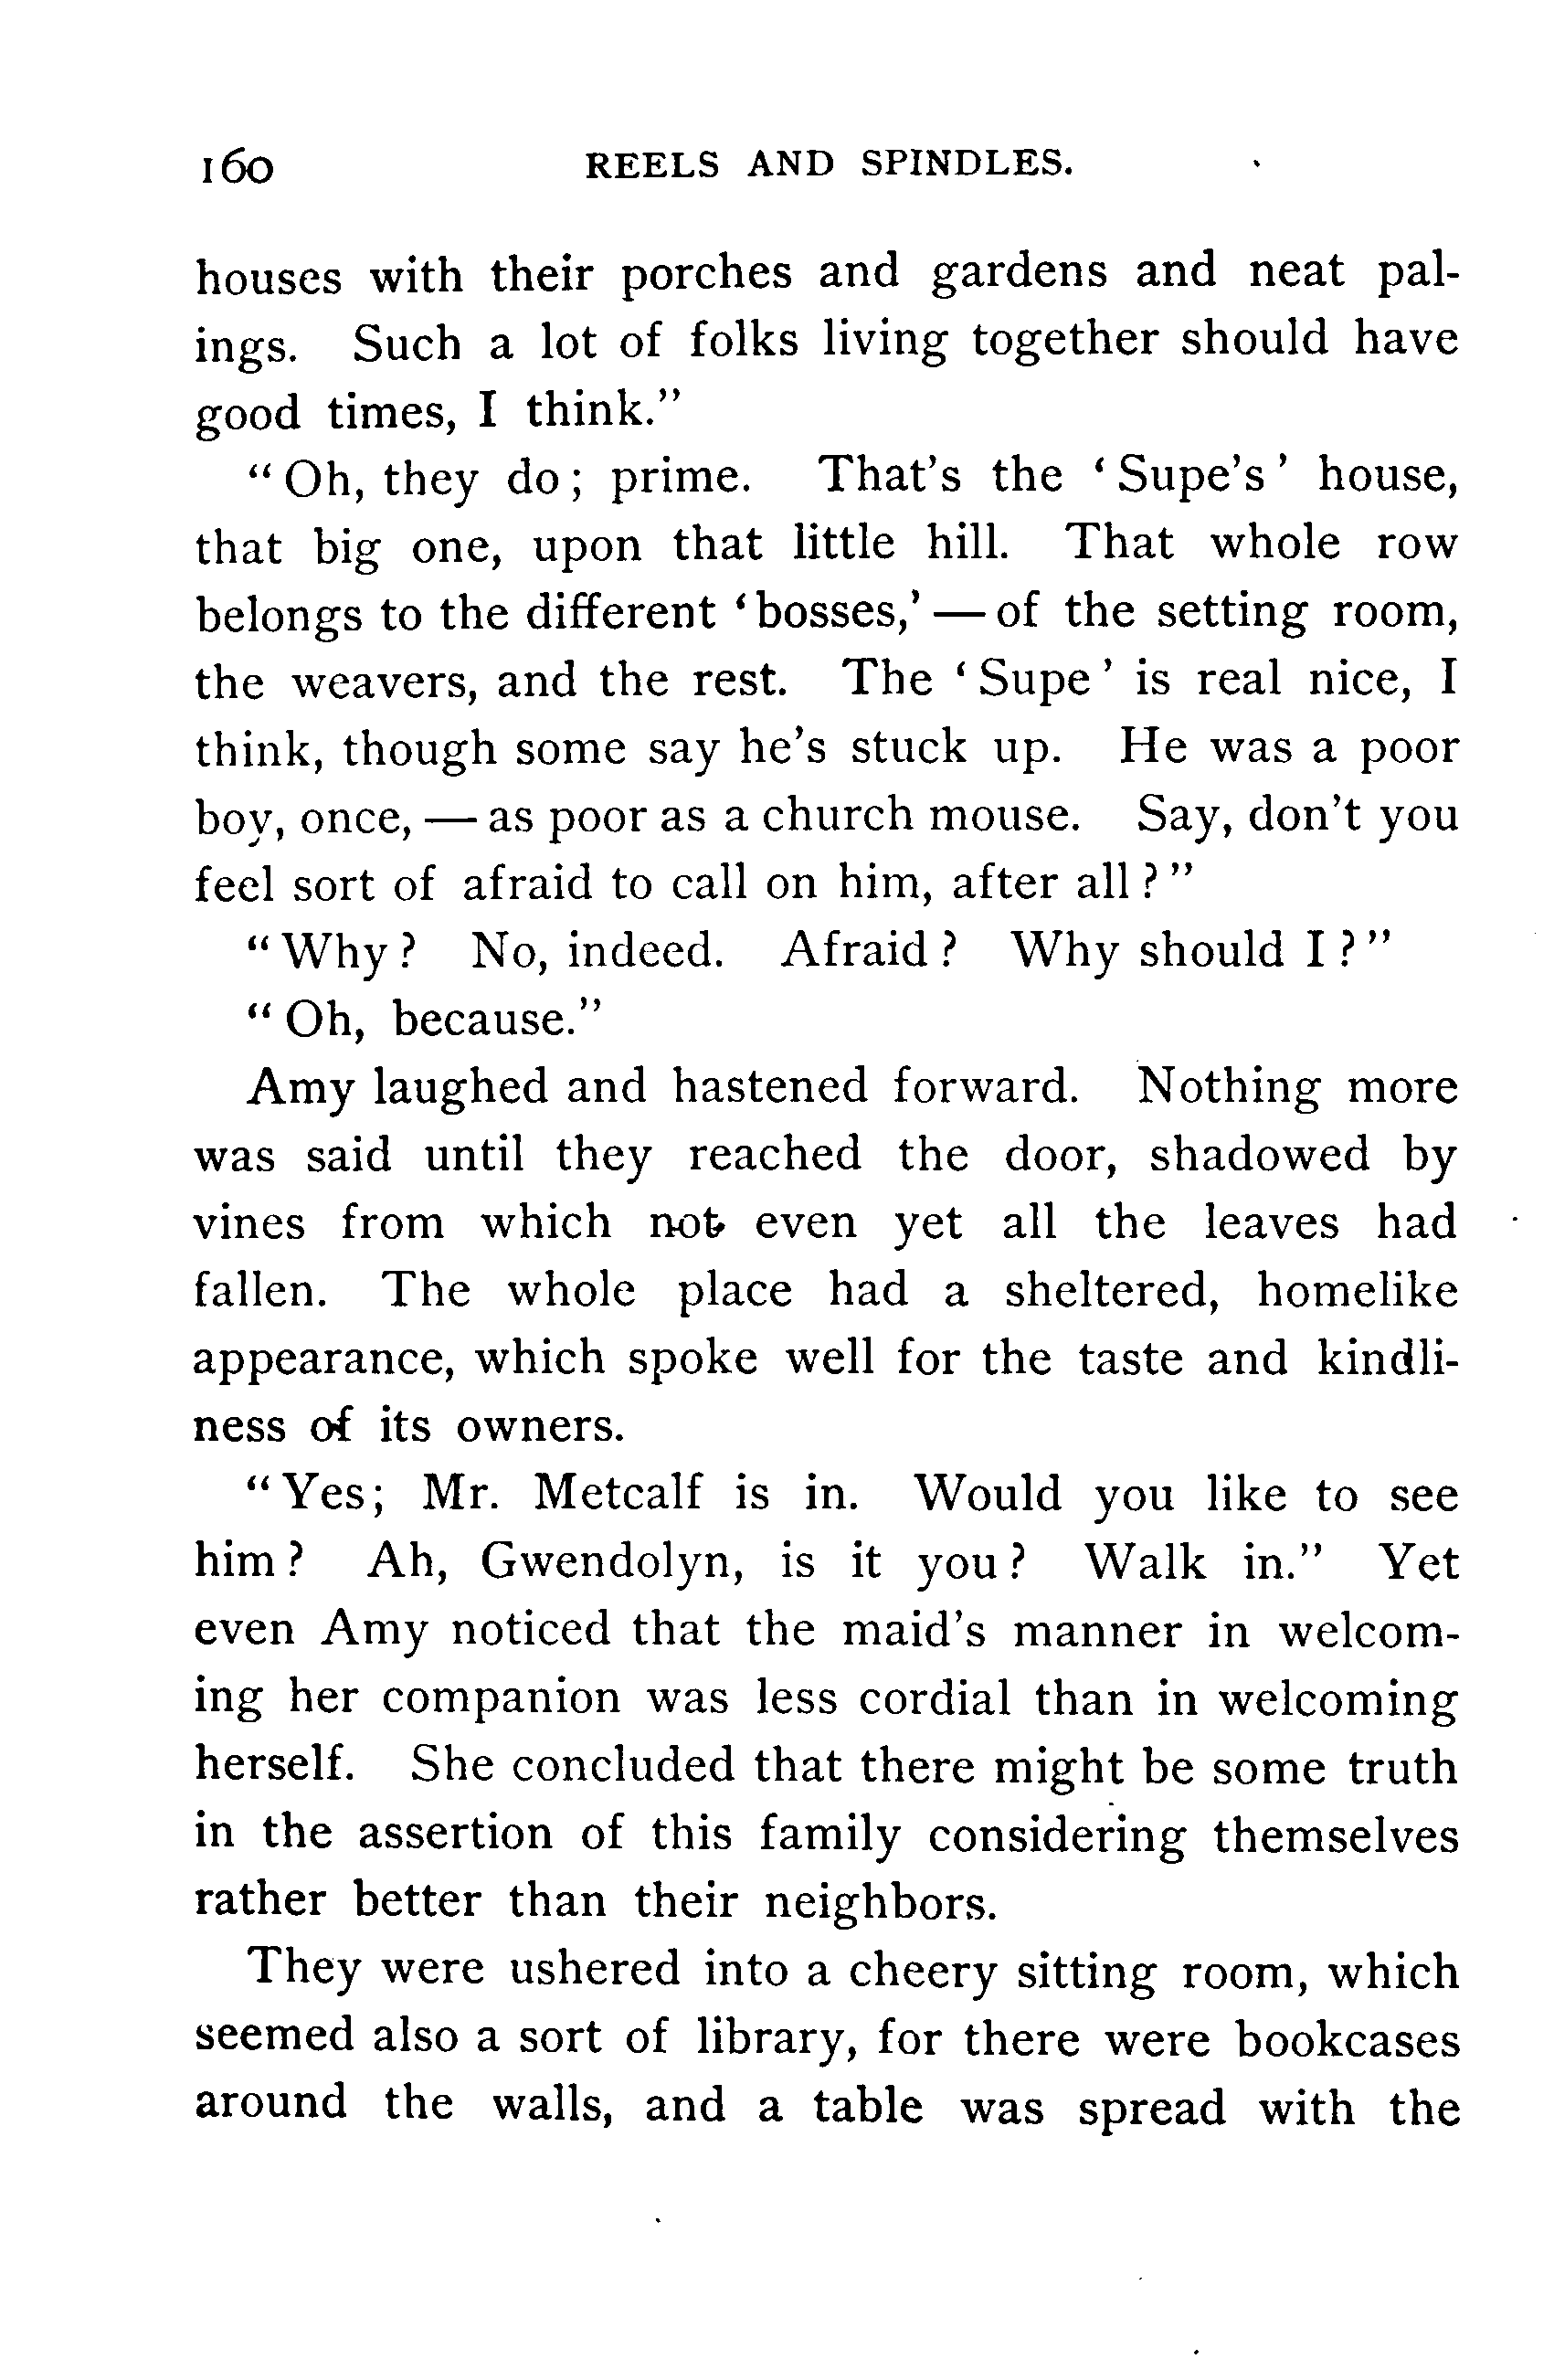 160 REELS AND SPINDLES.
houses with their porches and gardens and neat pal-
ings. Such a lot of folks living together should have
good times, I think.”
“Oh, they do; prime. That’s the ‘Supe’s’ house,
that big one, upon that little hill. That whole row
belongs to the different ‘bosses,’ — of the setting room,
the weavers, and the rest. The ‘Supe’ is real nice, I
think, though some say he’s stuck up. He was a poor
boy, once, — as poor as a church mouse. Say, don’t you
feel sort of afraid to call on him, after all?”
“Why? No, indeed. Afraid? Why should I?”
“Oh, because.”
Amy laughed and hastened forward. Nothing more
was said until they reached the door, shadowed by
vines from which not even yet all the leaves had
fallen. The whole place had a sheltered, homelike
appearance, which spoke well for the taste and kindli-
ness of its owners.
“Yes; Mr. Metcalf is in. Would you like to see
him? Ah, Gwendolyn, is it you? Walk in.” Yet
even Amy noticed that the maid’s manner in welcom-
ing her companion was less cordial than in welcoming
herself. She concluded that there might be some truth
in the assertion of this family considering themselves
rather better than their neighbors.
They were ushered into a cheery sitting room, which
seemed also a sort of library, for there were bookcases
around the walls, and a table was spread with the